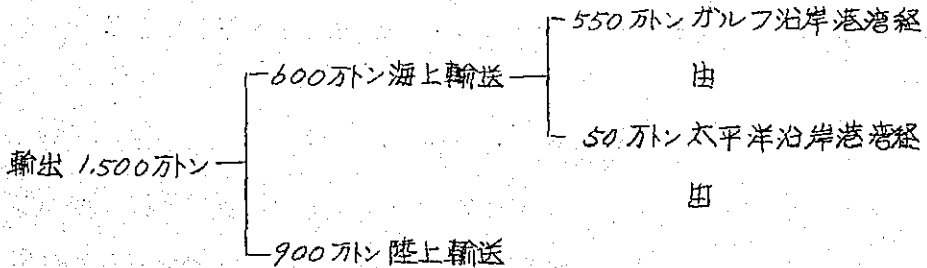 550万トン ガルフ沿岸港湾経
由
600万トン海上輸送
50万トン 太平洋沿岸港湾経
由
輸出 1.500万トン
900万トン 陸上輸送